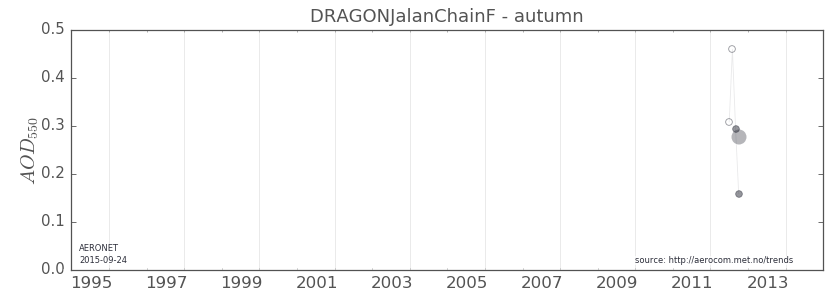 DRAGONJalanChainF - autumn
0.5
0.4
0.3
0.2
0.1
0.0
AOD550
AERONET
2015-09-24
source: http://aerocom.met.no/trends
1995 1997 1999 2001 2003 2005 2007 2009 2011 2013